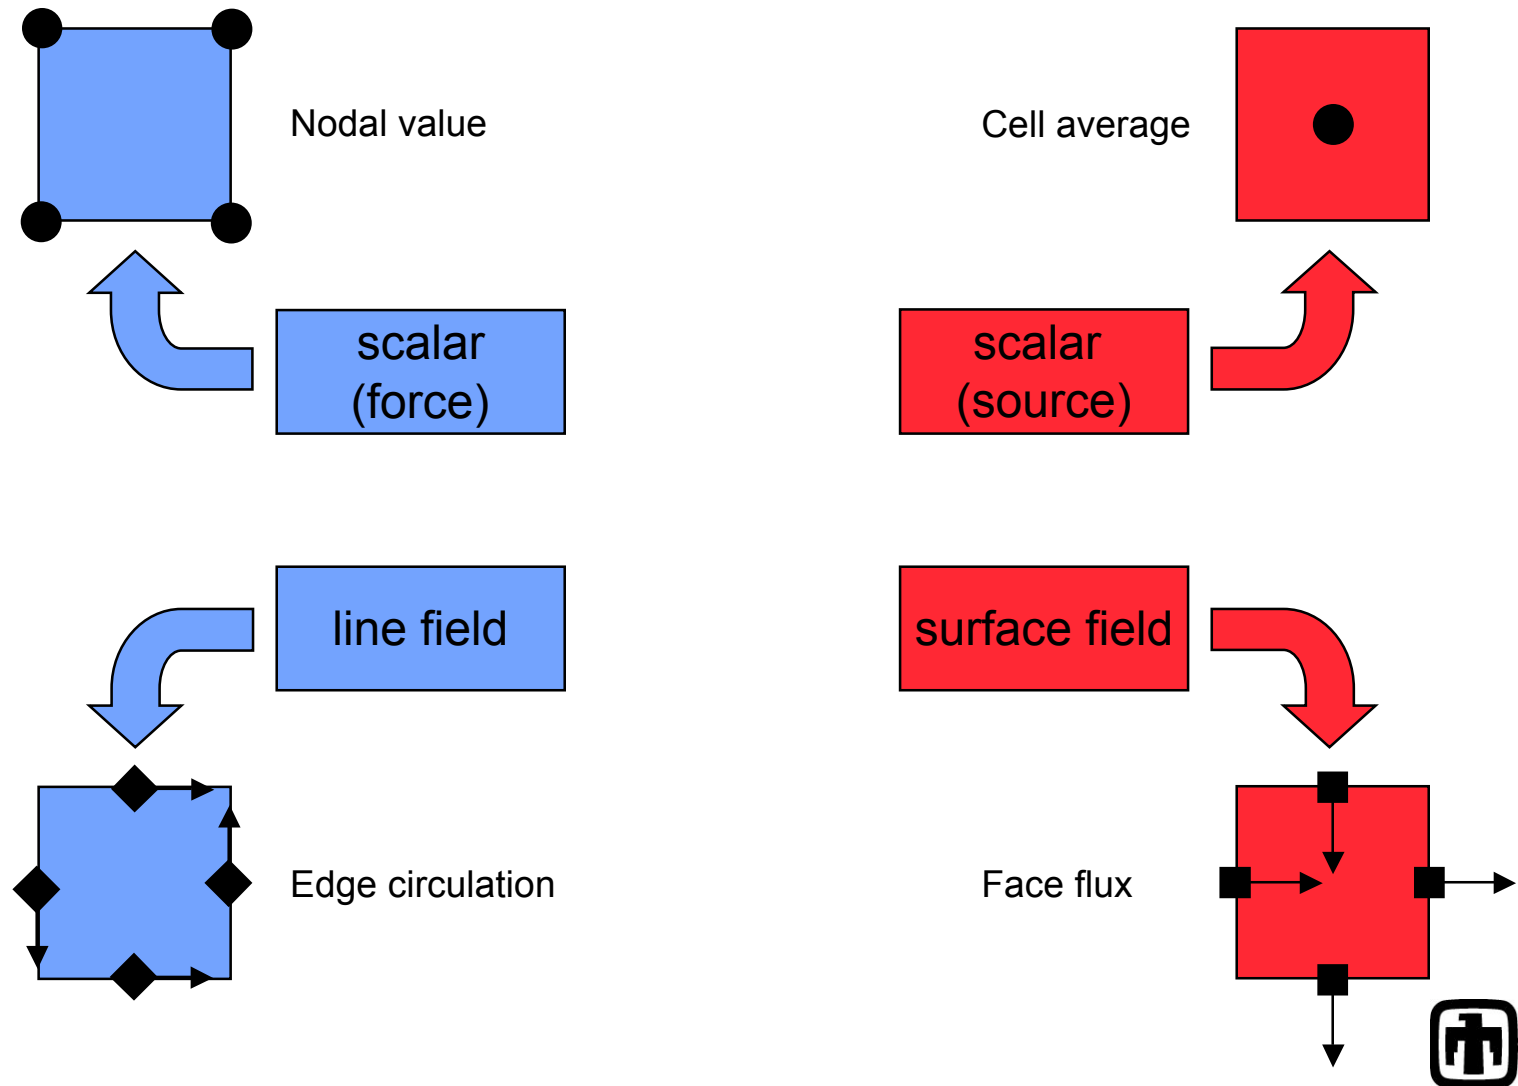 Nodal value
Cell average
scalar
(force)
scalar
(source)
line field
surface field
Edge circulation
Face flux